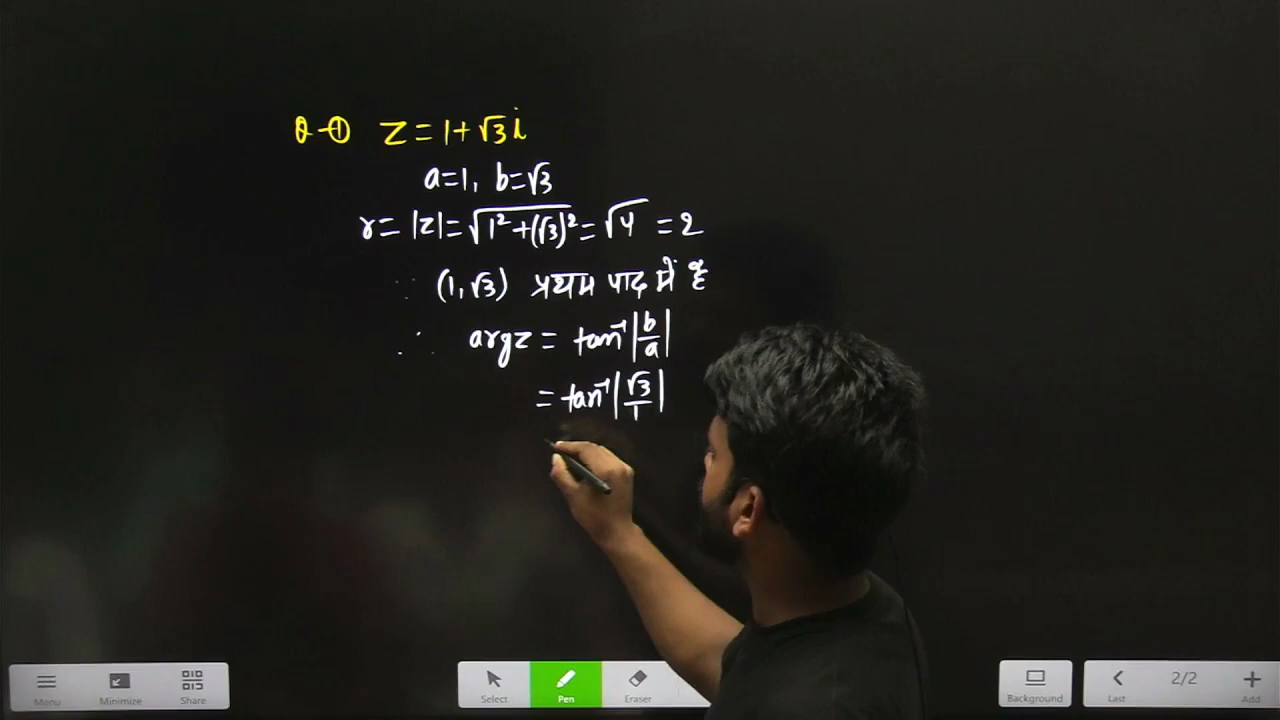 Q-① Z = 1 + √3 i
a=1, b=√3
r = |z| = √1² + (√3)² = √4 = 2
∵ (1, √3) प्रथम पाद में है
∴ arg z = tan⁻¹ |b/a|
= tan⁻¹ |√3/1|
Menu
Minimize
Share
Select
Pen
Eraser
Background
Last
2/2
Add